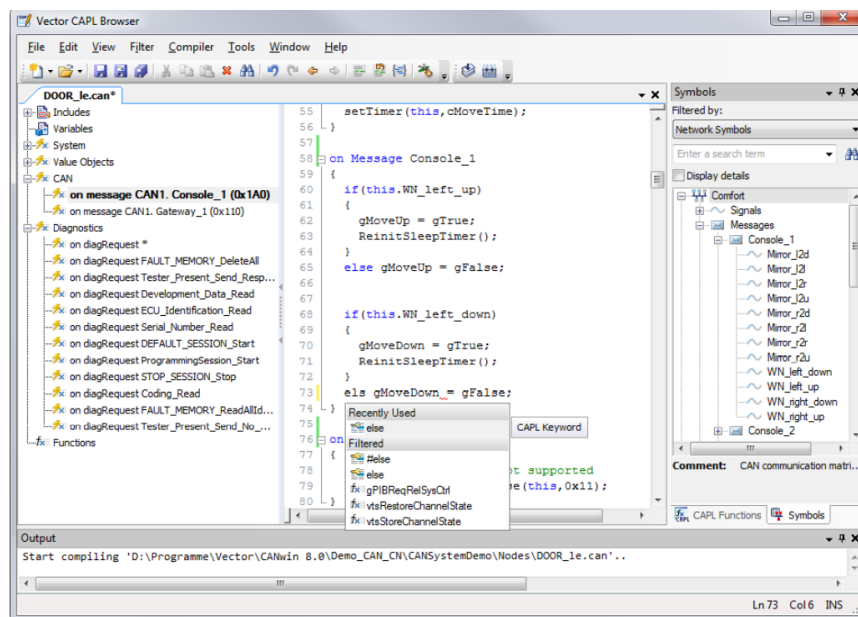 Vector CAPL Browser
File Edit View Filter Compiler Tools Window Help
DOOR_le.can*
Includes
Variables
System
Value Objects
CAN
on message CAN1. Console_1 (0x1A0)
on message CAN1. Gateway_1 (0x110)
Diagnostics
on diagRequest *
on diagRequest FAULT_MEMORY_DeleteAll
on diagRequest Tester_Present_Send_Resp...
on diagRequest Development_Data_Read
on diagRequest ECU_Identification_Read
on diagRequest Serial_Number_Read
on diagRequest DEFAULT_SESSION_Start
on diagRequest ProgrammingSession_Start
on diagRequest STOP_SESSION_Stop
on diagRequest Coding_Read
on diagRequest FAULT_MEMORY_ReadAllId...
on diagRequest Tester_Present_Send_No_...
Functions
55 setTimer(this,cMoveTime);
56 }
57
58 on Message Console_1
59 {
60 if(this.WN_left_up)
61 {
62 gMoveUp = gTrue;
63 ReinitSleepTimer();
64 }
65 else gMoveUp = gFalse;
66
67
68 if(this.WN_left_down)
69 {
70 gMoveDown = gTrue;
71 ReinitSleepTimer();
72 }
73 els gMoveDown = gFalse;
74 }
75
76 on
77 {
78 ot supported
79 se(this,0x11);
80 }
Recently Used
else
Filtered
#else
else
gPIBReqRelSysCtrl
vtsRestoreChannelState
vtsStoreChannelState
CAPL Keyword
Symbols
Filtered by:
Network Symbols
Enter a search term
Display details
Comfort
Signals
Messages
Console_1
Mirror_l2d
Mirror_l2l
Mirror_l2r
Mirror_l2u
Mirror_r2d
Mirror_r2l
Mirror_r2r
Mirror_r2u
WN_left_down
WN_left_up
WN_right_down
WN_right_up
Console_2
Comment: CAN communication matri...
CAPL Functions Symbols
Output
Start compiling 'D:\Programme\Vector\CANwin 8.0\Demo_CAN_CN\CANSystemDemo\Nodes\DOOR_le.can'..
Ln 73 Col 6 INS